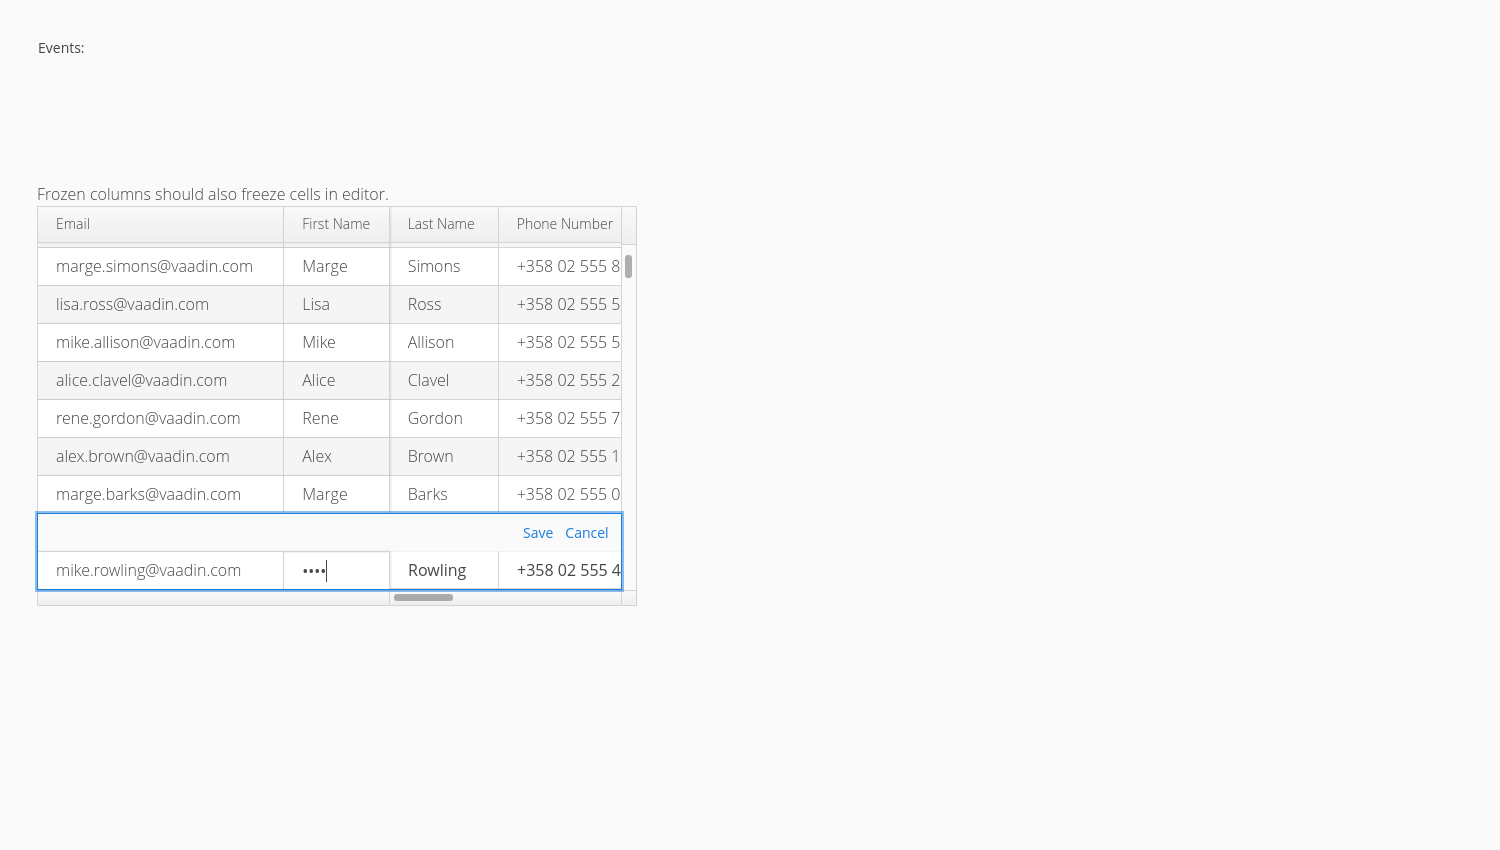 Events:
Frozen columns should also freeze cells in editor.
Email First Name Last Name Phone Number
marge.simons@vaadin.com Marge Simons +358 02 555 8
lisa.ross@vaadin.com Lisa Ross +358 02 555 5
mike.allison@vaadin.com Mike Allison +358 02 555 5
alice.clavel@vaadin.com Alice Clavel +358 02 555 2
rene.gordon@vaadin.com Rene Gordon +358 02 555 7
alex.brown@vaadin.com Alex Brown +358 02 555 1
marge.barks@vaadin.com Marge Barks +358 02 555 0
Save Cancel
mike.rowling@vaadin.com •••• Rowling +358 02 555 4